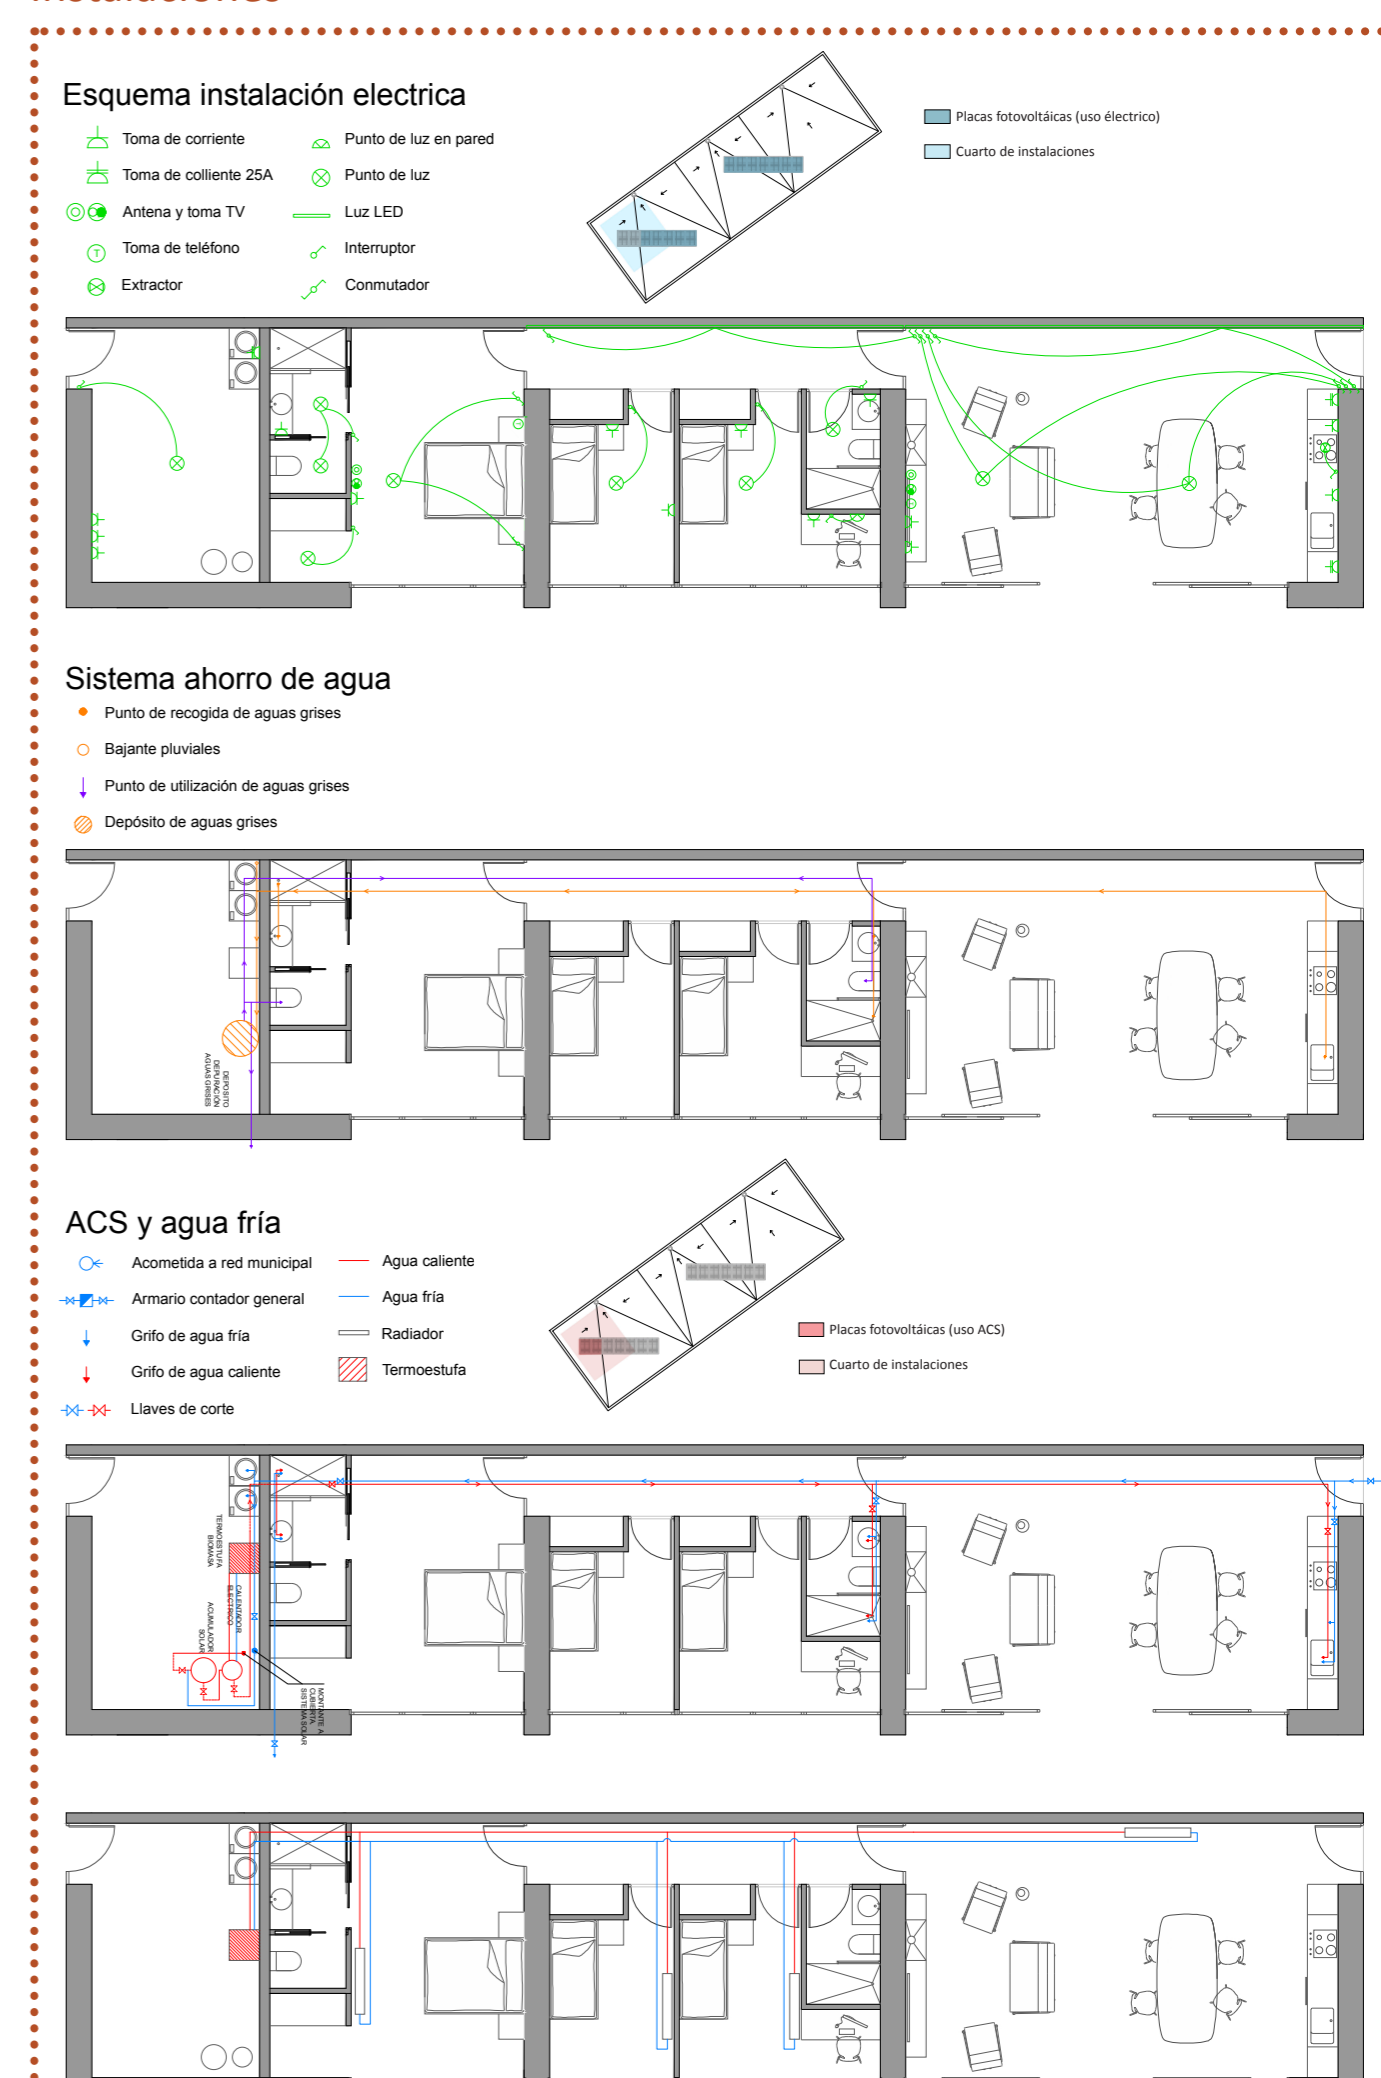 Instalaciones
Esquema instalación electrica
Toma de corriente
Toma de colliente 25A
Antena y toma TV
T
Toma de teléfono
Extractor
Punto de luz en pared
Punto de luz
Luz LED
Interruptor
Conmutador
Placas fotovoltáicas (uso éléctrico)
Cuarto de instalaciones
Sistema ahorro de agua
Punto de recogida de aguas grises
Bajante pluviales
Punto de utilización de aguas grises
Depósito de aguas grises
DEPOSITO
DEPURACIÓN
AGUAS GRISES
ACS y agua fría
Acometida a red municipal
Armario contador general
Grifo de agua fría
Grifo de agua caliente
Llaves de corte
Agua caliente
Agua fría
Radiador
Termoestufa
Placas fotovoltáicas (uso ACS)
Cuarto de instalaciones
TERMOESTUFA
BIOMASA
CALENTADOR
ELECTRICO
ACUMULADOR
SOLAR
MONTANTE A
CUBIERTA
SISTEMA SOLAR